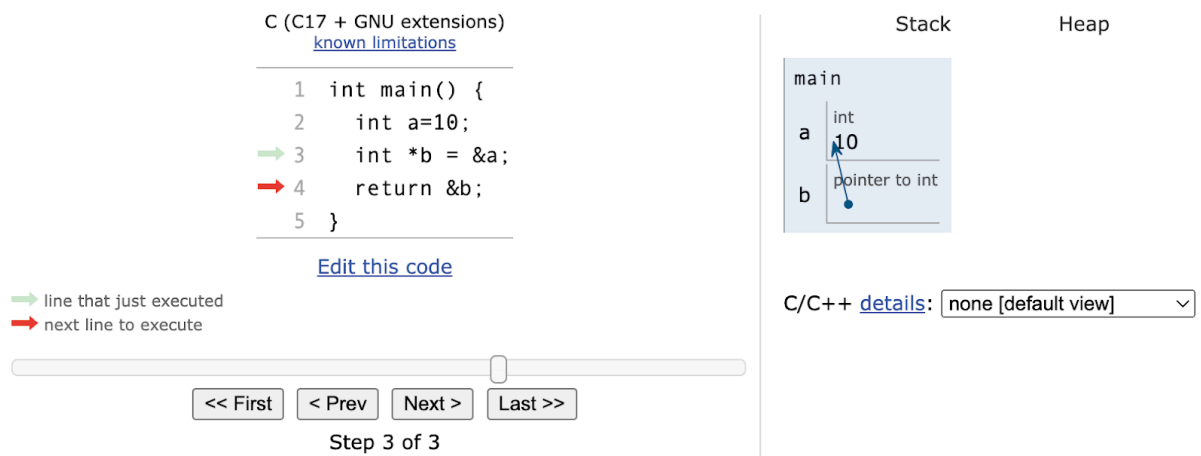 C (C17 + GNU extensions)
known limitations
1 int main() {
2 int a=10;
3 int *b = &a;
4 return &b;
5 }
Edit this code
line that just executed
next line to execute
<< First
< Prev
Next >
Last >>
Step 3 of 3
Stack Heap
main
int
a 10
pointer to int
b
C/C++ details: none [default view]